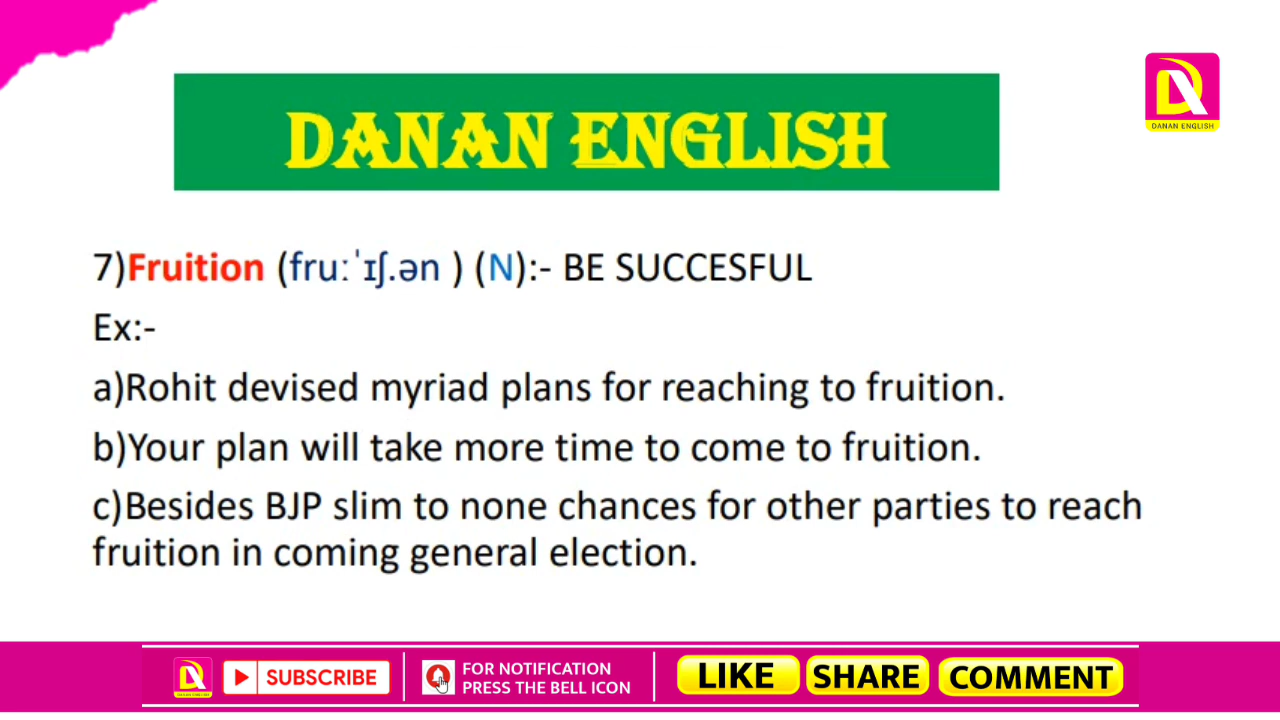 DANAN ENGLISH
DANAN ENGLISH
7)Fruition (fruːˈɪʃ.ən ) (N):- BE SUCCESFUL
Ex:-
a)Rohit devised myriad plans for reaching to fruition.
b)Your plan will take more time to come to fruition.
c)Besides BJP slim to none chances for other parties to reach
fruition in coming general election.
SUBSCRIBE
FOR NOTIFICATION
PRESS THE BELL ICON
LIKE
SHARE
COMMENT